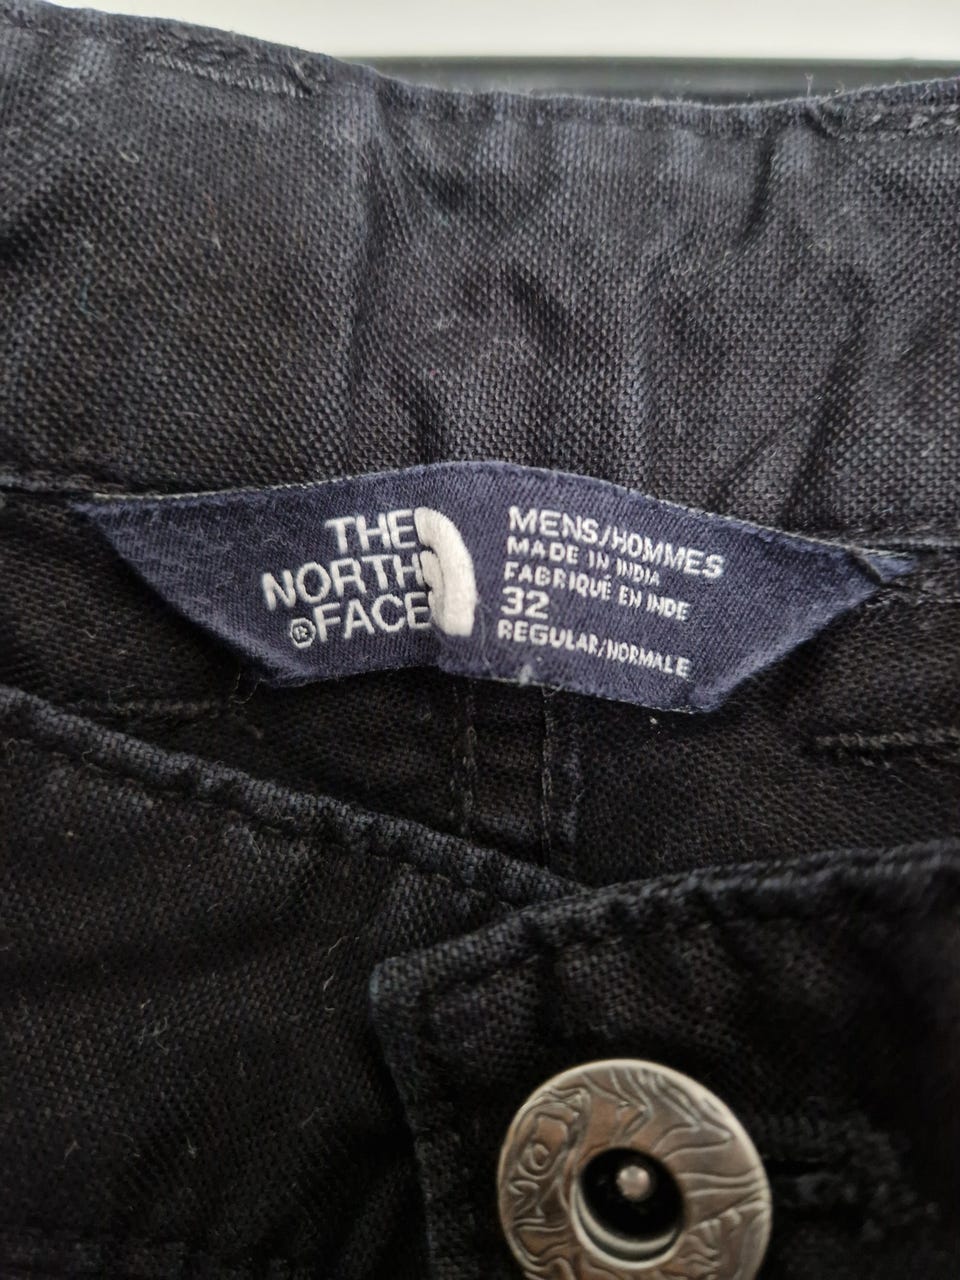 THE
NORTH
®FACE
MENS/HOMMES
MADE IN INDIA
FABRIQUÉ EN INDE
32
REGULAR/NORMALE